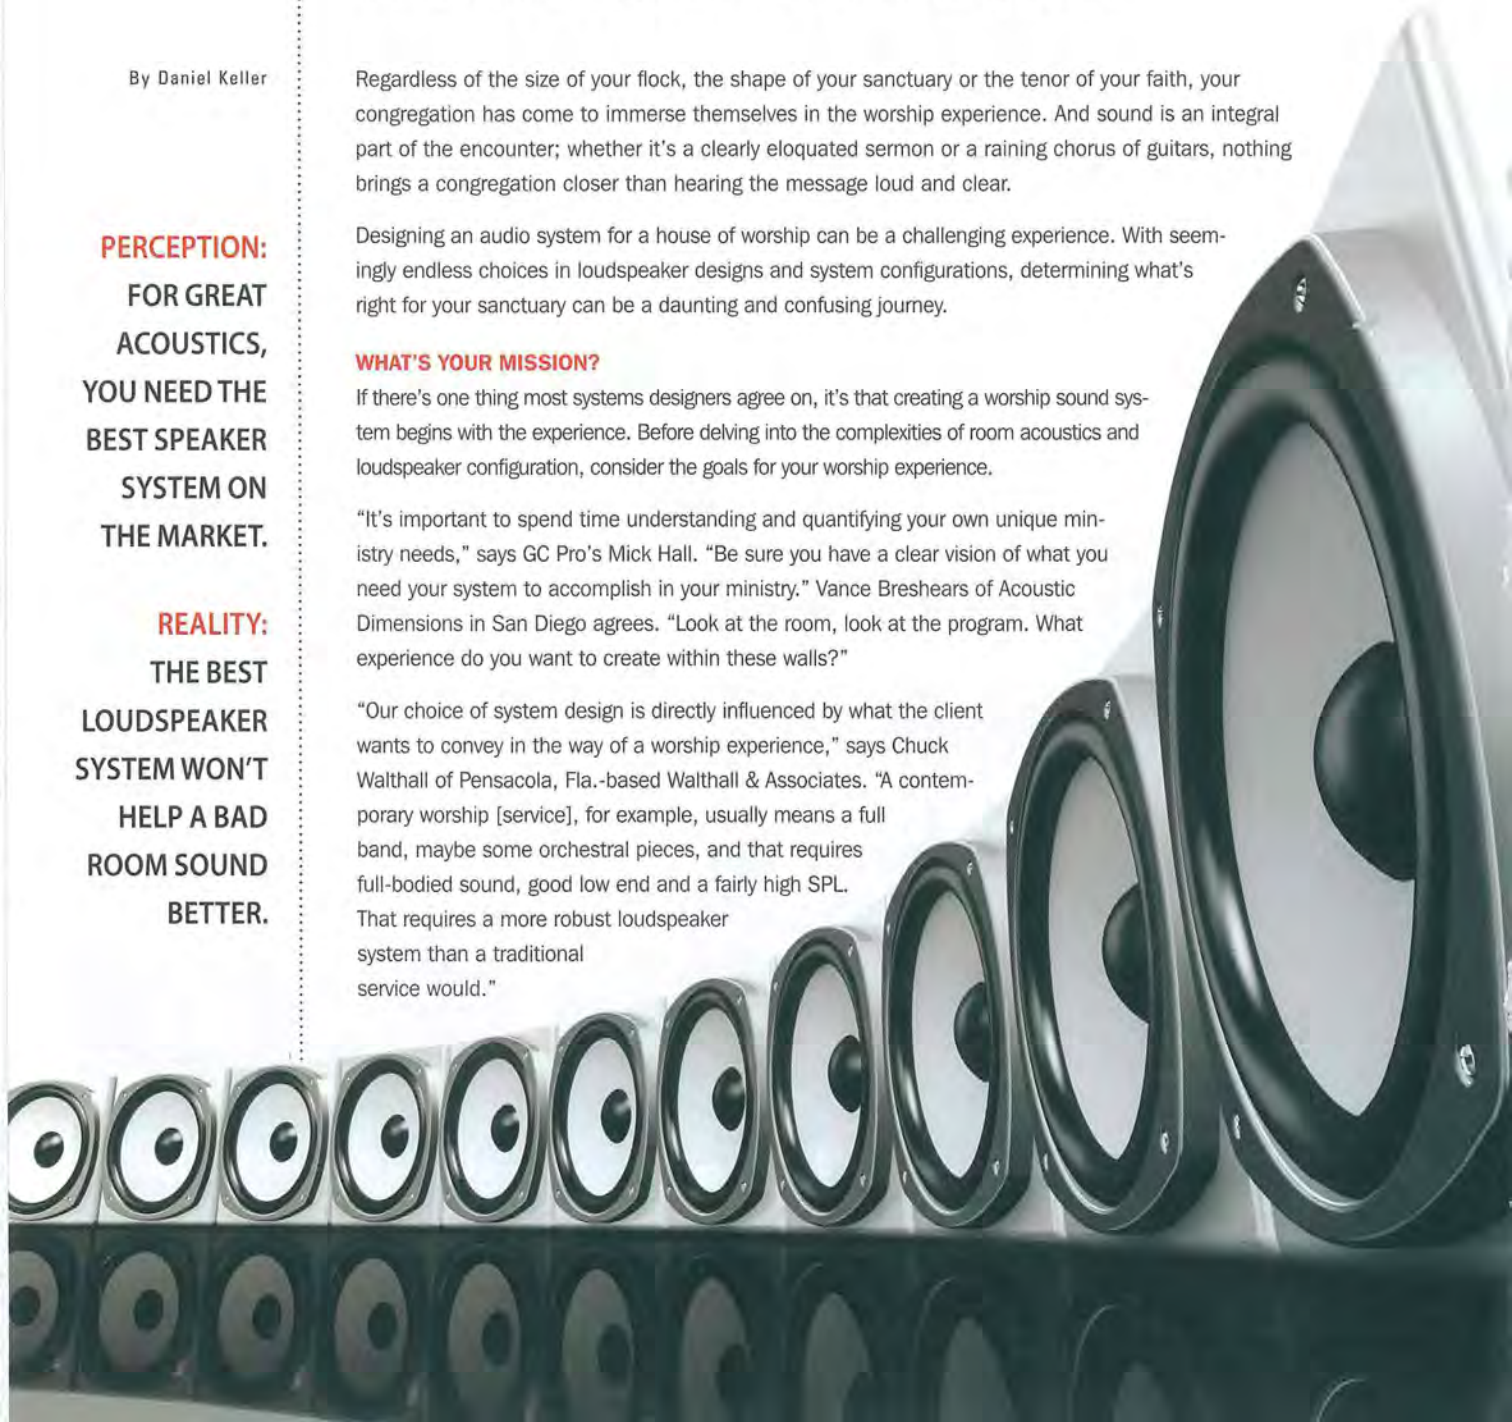 By Daniel Keller
PERCEPTION:
FOR GREAT
ACOUSTICS,
YOU NEED THE
BEST SPEAKER
SYSTEM ON
THE MARKET.
REALITY:
THE BEST
LOUDSPEAKER
SYSTEM WON'T
HELP A BAD
ROOM SOUND
BETTER.
Regardless of the size of your flock, the shape of your sanctuary or the tenor of your faith, your
congregation has come to immerse themselves in the worship experience. And sound is an integral
part of the encounter; whether it's a clearly eloquated sermon or a raining chorus of guitars, nothing
brings a congregation closer than hearing the message loud and clear.
Designing an audio system for a house of worship can be a challenging experience. With seem-
ingly endless choices in loudspeaker designs and system configurations, determining what's
right for your sanctuary can be a daunting and confusing journey.
WHAT'S YOUR MISSION?
If there's one thing most systems designers agree on, it's that creating a worship sound sys-
tem begins with the experience. Before delving into the complexities of room acoustics and
loudspeaker configuration, consider the goals for your worship experience.
"It's important to spend time understanding and quantifying your own unique min-
istry needs," says GC Pro's Mick Hall. "Be sure you have a clear vision of what you
need your system to accomplish in your ministry." Vance Breshears of Acoustic
Dimensions in San Diego agrees. "Look at the room, look at the program. What
experience do you want to create within these walls?"
"Our choice of system design is directly influenced by what the client
wants to convey in the way of a worship experience," says Chuck
Walthall of Pensacola, Fla.-based Walthall & Associates. "A contem-
porary worship [service], for example, usually means a full
band, maybe some orchestral pieces, and that requires
full-bodied sound, good low end and a fairly high SPL.
That requires a more robust loudspeaker
system than a traditional
service would."